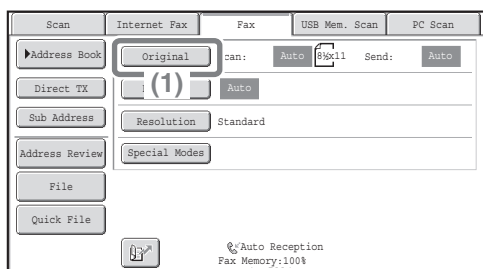 Scan Internet Fax Fax USB Mem. Scan PC Scan
Address Book Original can: Auto 8½x11 Send: Auto
Direct TX (1) Auto
Sub Address Resolution Standard
Address Review Special Modes
File
Quick File
Auto Reception
Fax Memory:100%